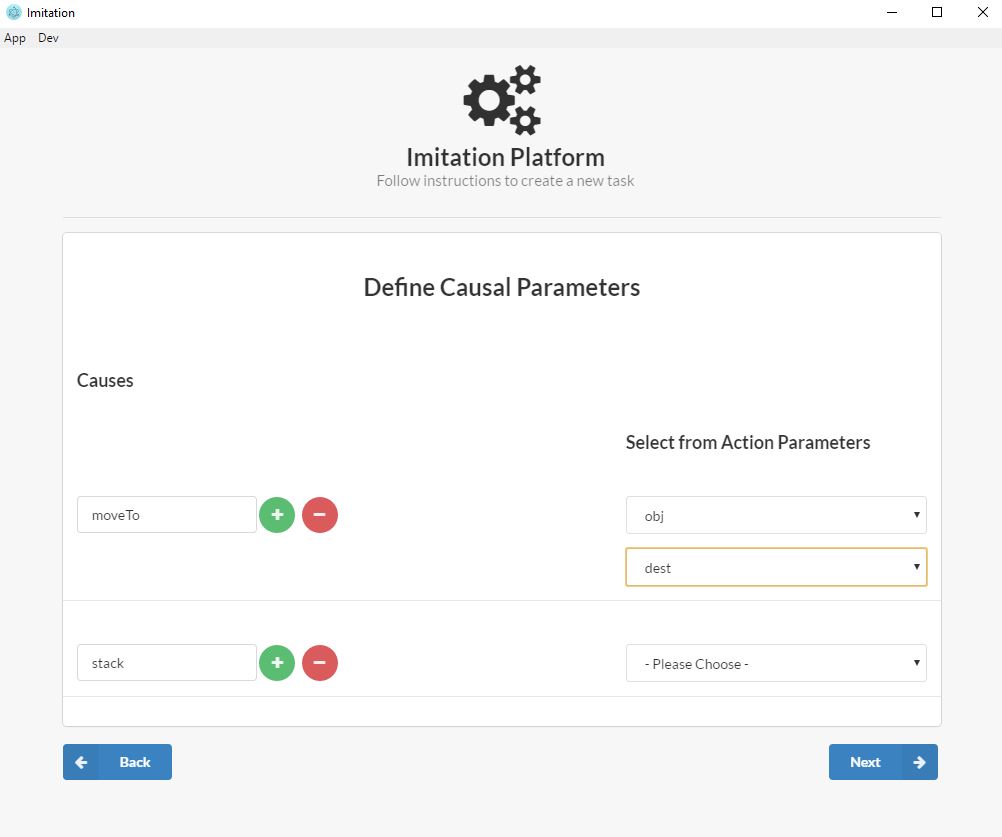 Imitation
App Dev
Imitation Platform
Follow instructions to create a new task
Define Causal Parameters
Causes
Select from Action Parameters
moveTo
obj
dest
stack
- Please Choose -
Back
Next